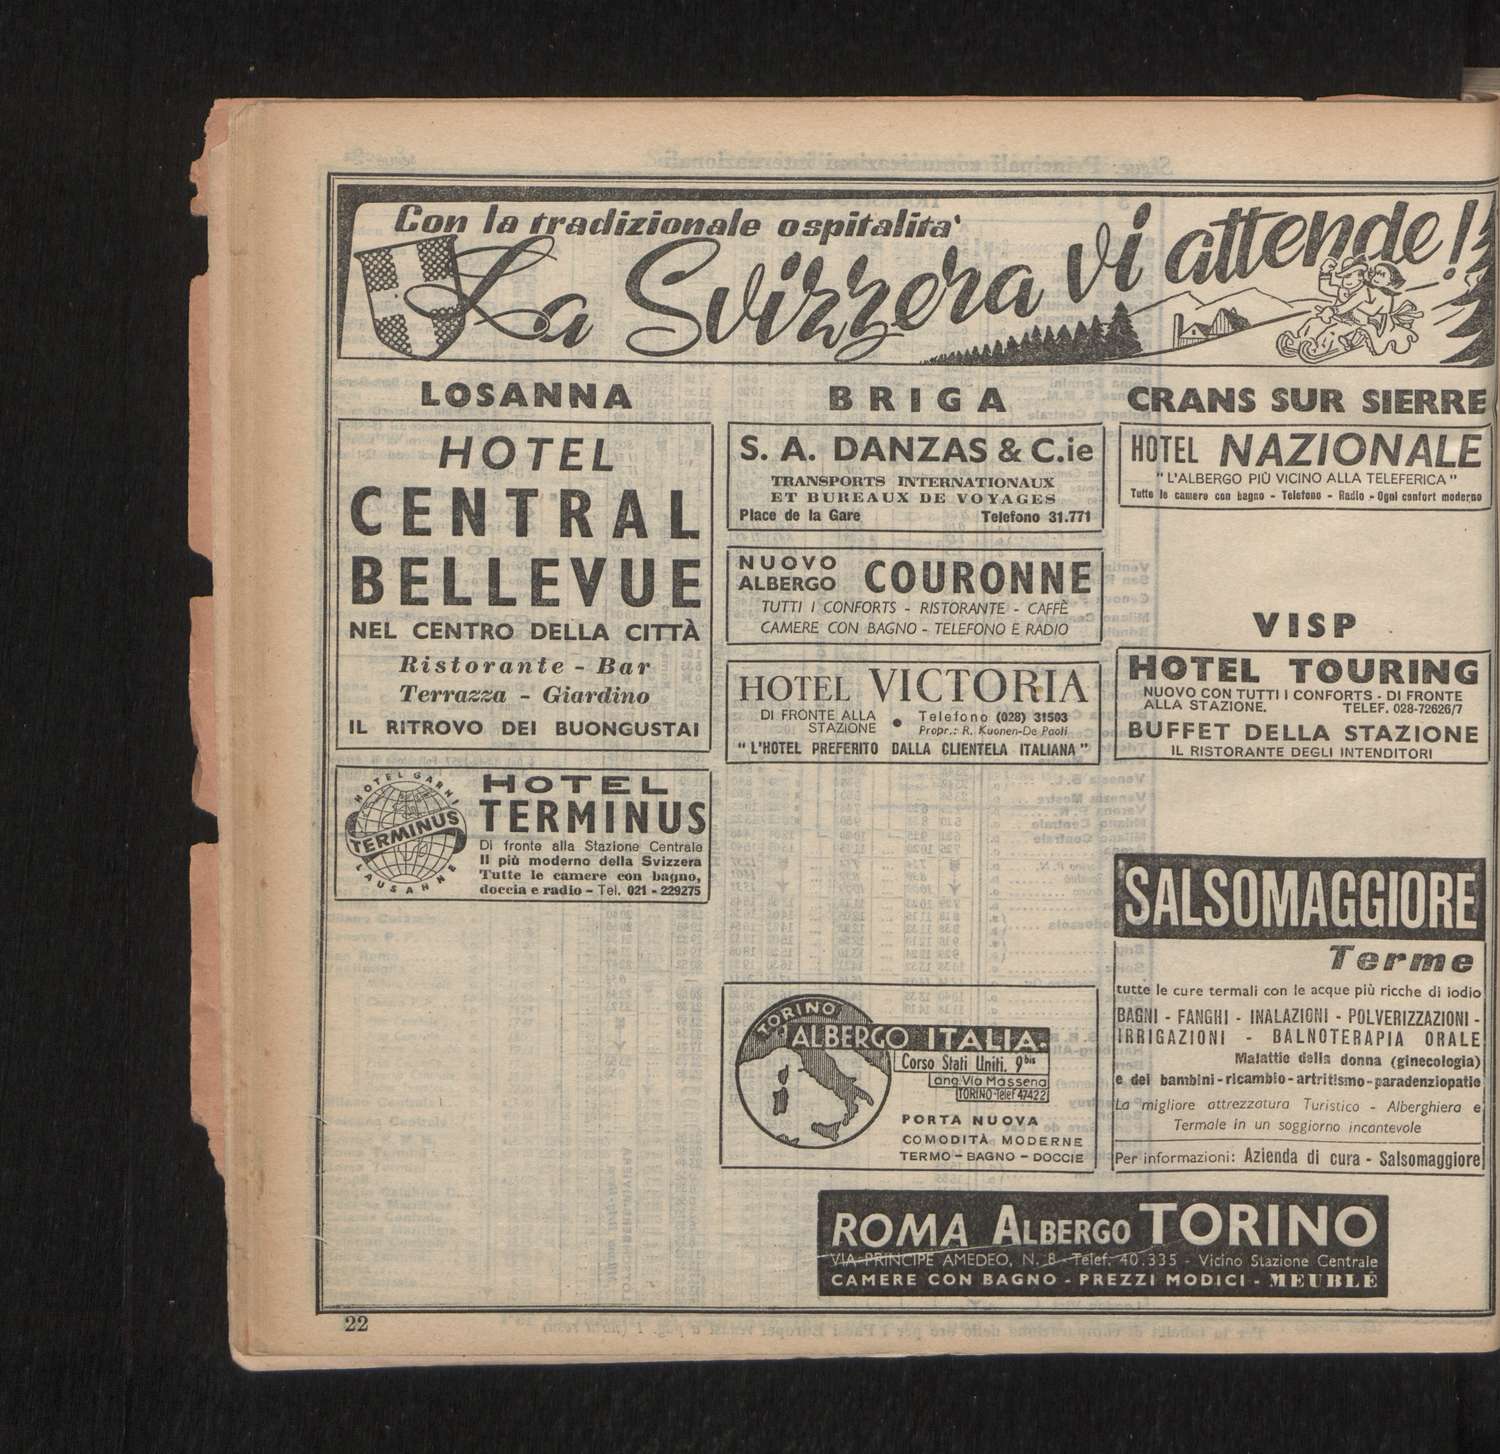 Con la tradizionale ospitalita'
La Svizzera vi attende!
LOSANNA
HOTEL
CENTRAL
BELLEVUE
NEL CENTRO DELLA CITTÀ
Ristorante - Bar
Terrazza - Giardino
IL RITROVO DEI BUONGUSTAI
HOTEL GARNI
TERMINUS
LAUSANNE
HOTEL
TERMINUS
Di fronte alla Stazione Centrale
Il più moderno della Svizzera
Tutte le camere con bagno,
doccia e radio - Tel. 021 - 229275
BRIGA
S. A. DANZAS & C.ie
TRANSPORTS INTERNATIONAUX
ET BUREAUX DE VOYAGES
Place de la Gare Telefono 31.771
NUOVO
ALBERGO COURONNE
TUTTI I CONFORTS - RISTORANTE - CAFFÈ
CAMERE CON BAGNO - TELEFONO E RADIO
HOTEL VICTORIA
DI FRONTE ALLA
STAZIONE
• Telefono (028) 31503
Propr.: R. Kuonen-De Paoli
"L'HOTEL PREFERITO DALLA CLIENTELA ITALIANA"
CRANS SUR SIERRE
HOTEL NAZIONALE
"L'ALBERGO PIÙ VICINO ALLA TELEFERICA"
Tutte le camere con bagno - Telefono - Radio - Ogni confort moderno
VISP
HOTEL TOURING
NUOVO CON TUTTI I CONFORTS - DI FRONTE
ALLA STAZIONE. TELEF. 028-72626/7
BUFFET DELLA STAZIONE
IL RISTORANTE DEGLI INTENDITORI
TORINO
ALBERGO ITALIA.
Corso Stati Uniti, 9bis
ang. Via Massena
TORINO-Telef 47422
PORTA NUOVA
COMODITÀ MODERNE
TERMO - BAGNO - DOCCIE
SALSOMAGGIORE
Terme
tutte le cure termali con le acque più ricche di iodio
BAGNI - FANGHI - INALAZIONI - POLVERIZZAZIONI -
IRRIGAZIONI - BALNOTERAPIA ORALE
Malattie della donna (ginecologia)
e dei bambini-ricambio-artritismo-paradenziopatie
La migliore attrezzatura Turistico - Alberghiera e
Termale in un soggiorno incantevole
Per informazioni: Azienda di cura - Salsomaggiore
ROMA ALBERGO TORINO
VIA PRINCIPE AMEDEO, N. 8 - Telef. 40.335 - Vicino Stazione Centrale
CAMERE CON BAGNO - PREZZI MODICI - MEUBLÉ
22